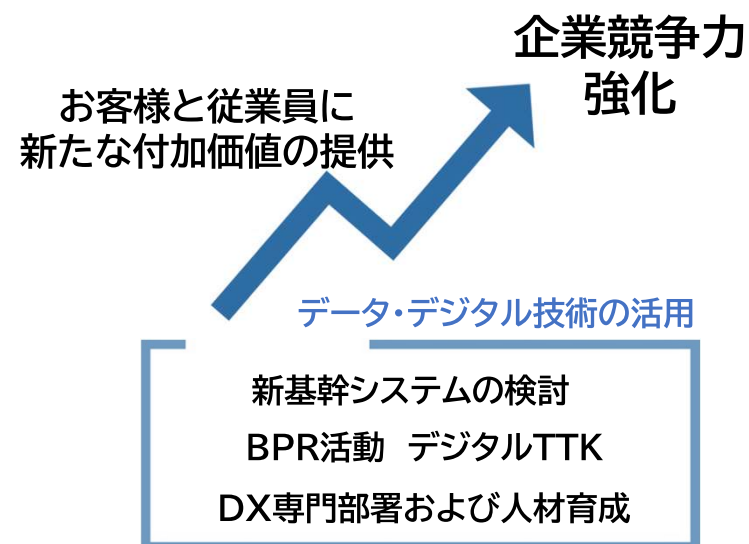 企業競争力
強化
お客様と従業員に
新たな付加価値の提供
データ・デジタル技術の活用
新基幹システムの検討
BPR活動　デジタルTTK
DX専門部署および人材育成